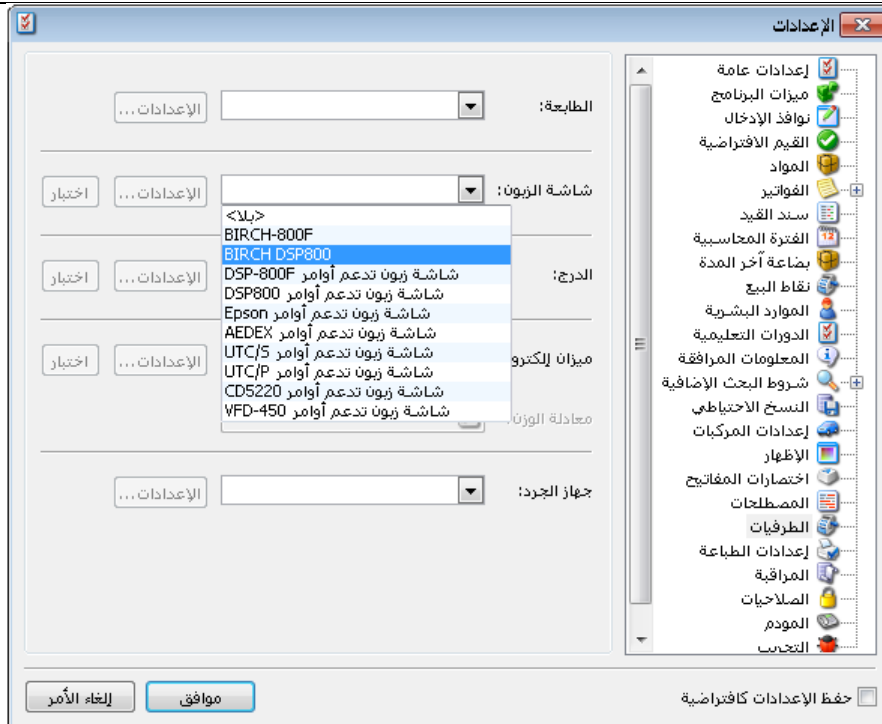 الإعدادات
إعدادات عامة
ميزات البرنامج
نوافذ الإدخال
القيم الافتراضية
المواد
الفواتير
سند القيد
الفترة المحاسبية
بضاعة آخر المدة
نقاط البيع
الموارد البشرية
الدورات التعليمية
المعلومات المرافقة
شروط البحث الإضافية
النسخ الاحتياطي
إعدادات المركبات
الإظهار
اختصارات المفاتيح
المصطلحات
الطرفيات
إعدادات الطباعة
المراقبة
الصلاحيات
المودم
التجريب
الطابعة: الإعدادات...
شاشة الزبون: الإعدادات... اختبار
<بلا>
BIRCH-800F
BIRCH DSP800
شاشة زبون تدعم أوامر DSP-800F
شاشة زبون تدعم أوامر DSP800
شاشة زبون تدعم أوامر Epson
شاشة زبون تدعم أوامر AEDEX
شاشة زبون تدعم أوامر UTC/S
شاشة زبون تدعم أوامر UTC/P
شاشة زبون تدعم أوامر CD5220
شاشة زبون تدعم أوامر VFD-450
الدرج: الإعدادات... اختبار
ميزان إلكترو الإعدادات... اختبار
معادلة الوزن:
جهاز الجرد: الإعدادات...
حفظ الإعدادات كافتراضية
موافق إلغاء الأمر